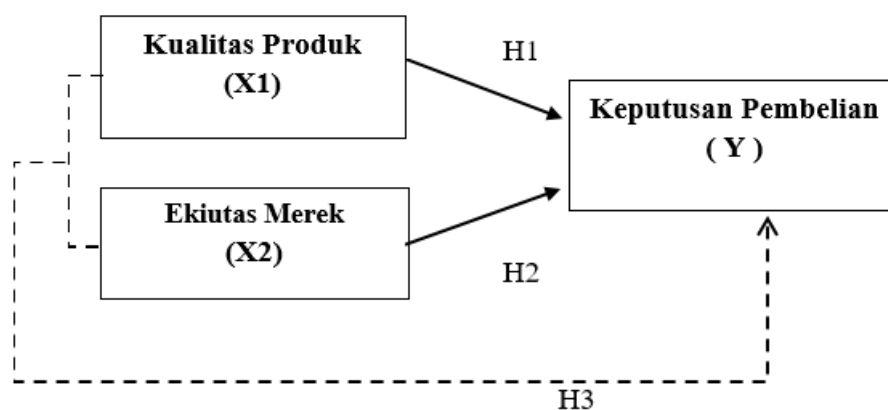 Kualitas Produk
(X1)
H1
Keputusan Pembelian
( Y )
Ekiutas Merek
(X2)
H2
H3